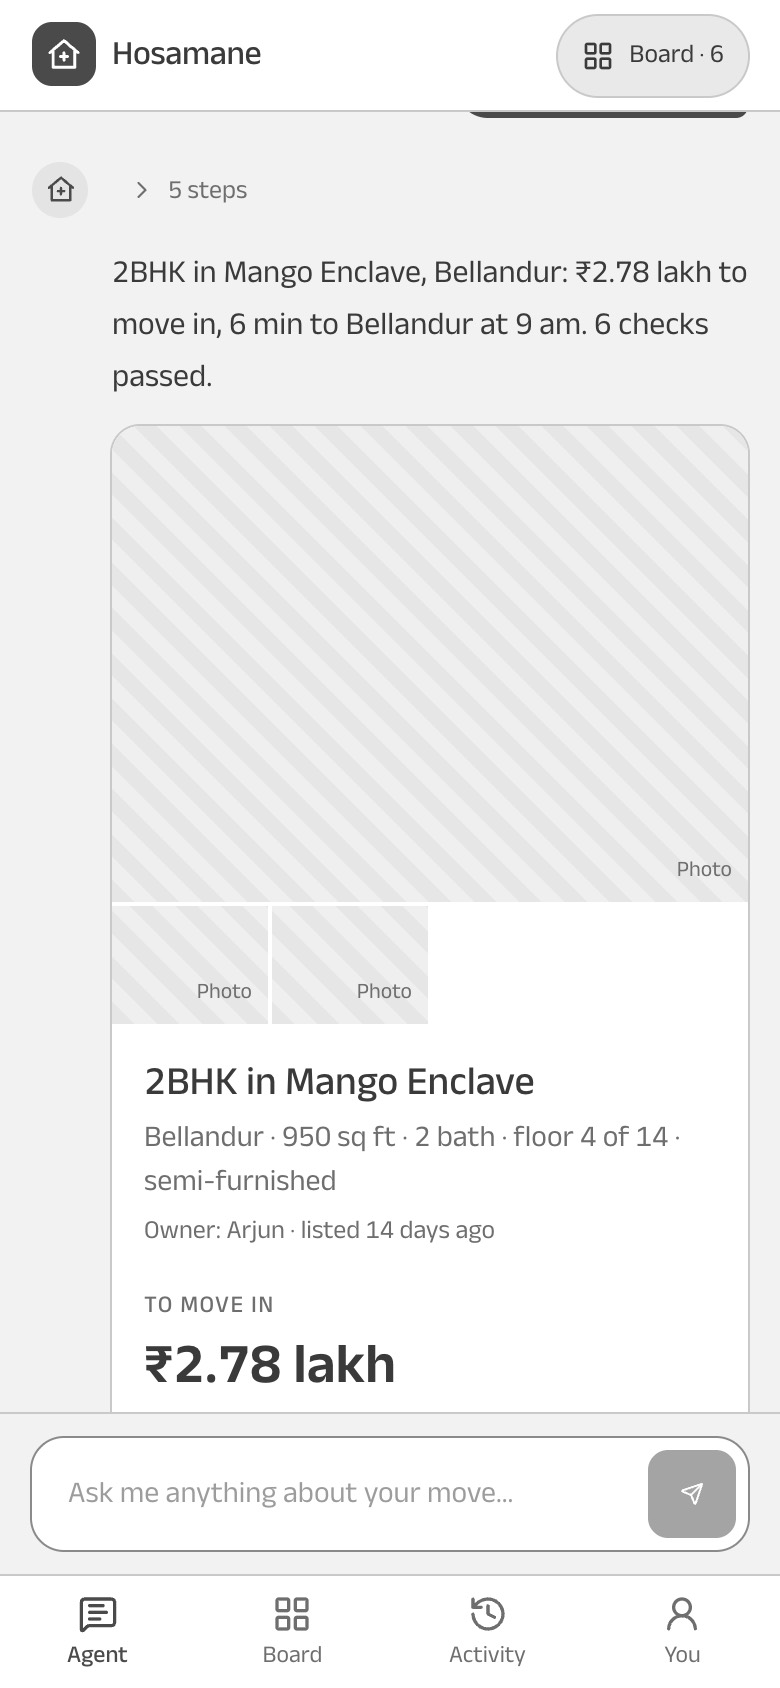 Hosamane
Board · 6
5 steps
2BHK in Mango Enclave, Bellandur: ₹2.78 lakh to
move in, 6 min to Bellandur at 9 am. 6 checks
passed.
Photo
Photo
Photo
2BHK in Mango Enclave
Bellandur · 950 sq ft · 2 bath · floor 4 of 14 ·
semi-furnished
Owner: Arjun · listed 14 days ago
TO MOVE IN
₹2.78 lakh
Ask me anything about your move...
Agent
Board
Activity
You